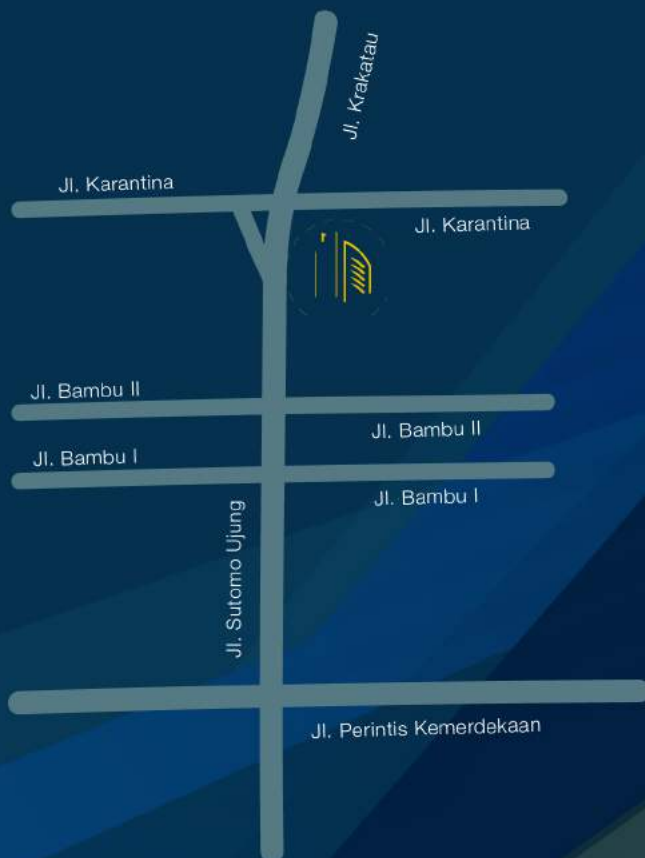 Jl. Krakatau
Jl. Karantina
Jl. Karantina
Jl. Bambu II
Jl. Bambu II
Jl. Bambu I
Jl. Bambu I
Jl. Sutomo Ujung
Jl. Perintis Kemerdekaan